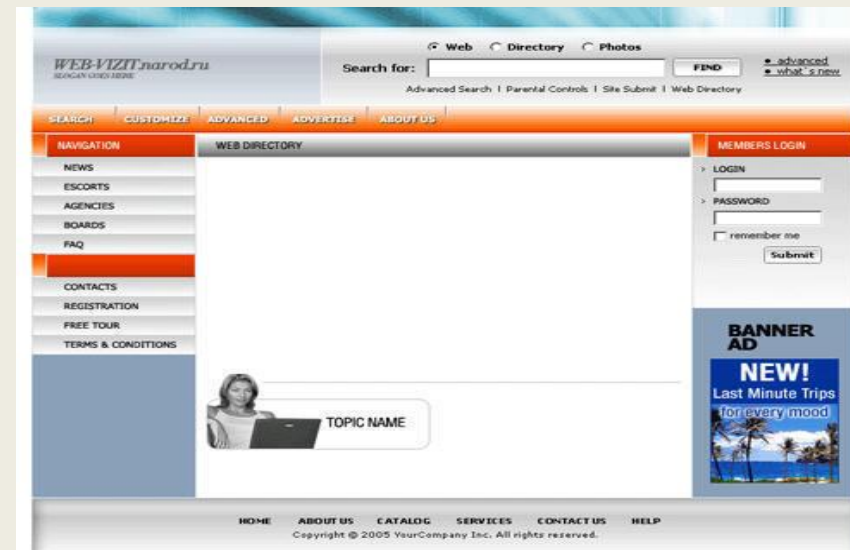 Web Directory Photos
WEB-VIZIT.narod.ru
SLOGAN GOES HERE
Search for:
FIND
advanced
what's new
Advanced Search | Parental Controls | Site Submit | Web Directory
SEARCH CUSTOMIZE ADVANCED ADVERTISE ABOUT US
NAVIGATION
NEWS
ESCORTS
AGENCIES
BOARDS
FAQ
CONTACTS
REGISTRATION
FREE TOUR
TERMS & CONDITIONS
WEB DIRECTORY
TOPIC NAME
MEMBERS LOGIN
LOGIN
PASSWORD
remember me
Submit
BANNER
AD
NEW!
Last Minute Trips
for every mood
HOME ABOUT US CATALOG SERVICES CONTACT US HELP
Copyright @ 2005 YourCompany Inc. All rights reserved.